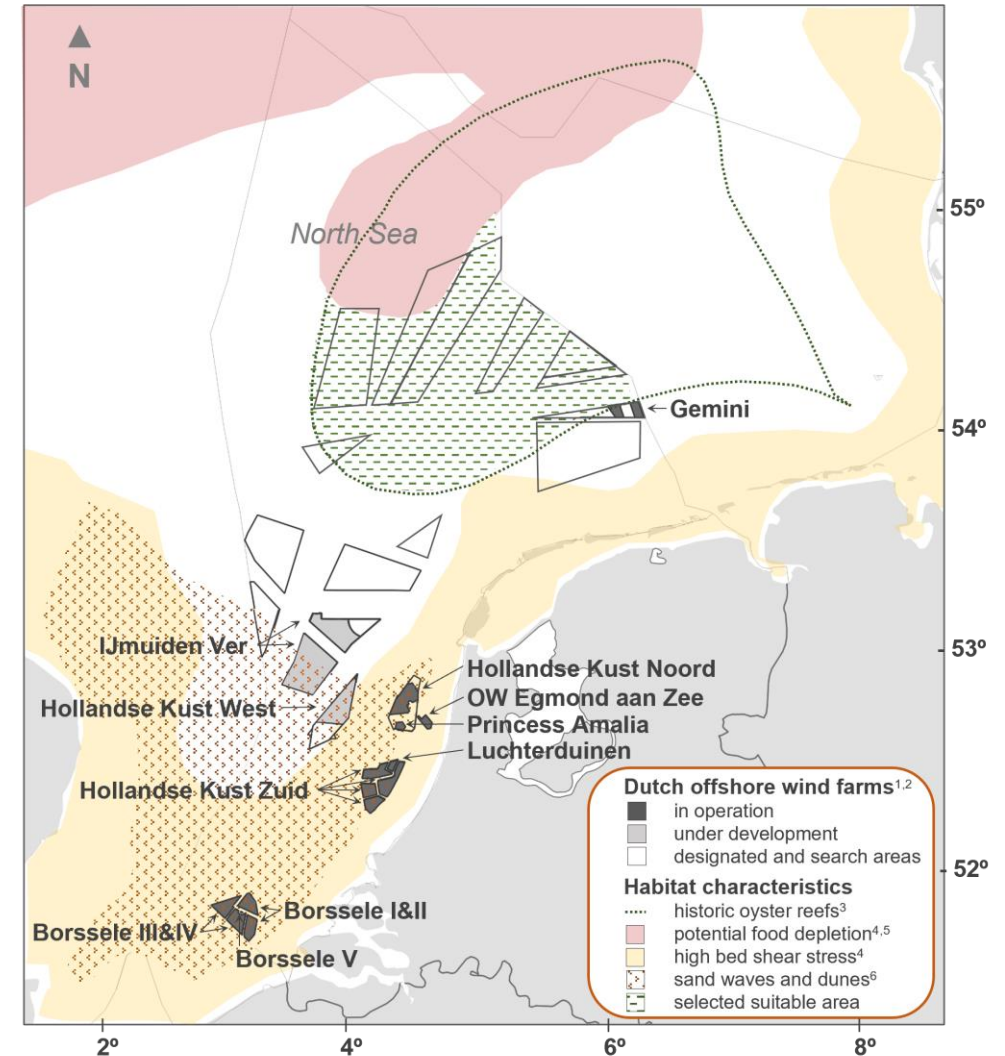 N
North Sea
55º
Gemini
54º
53º
IJmuiden Ver
Hollandse Kust Noord
OW Egmond aan Zee
Hollandse Kust West
Princess Amalia
Luchterduinen
Hollandse Kust Zuid
Borssele I&II
Borssele III&IV
Borssele V
52º
Dutch offshore wind farms¹,²
in operation
under development
designated and search areas
Habitat characteristics
historic oyster reefs³
potential food depletion⁴,⁵
high bed shear stress⁴
sand waves and dunes⁶
selected suitable area
2º 4º 6º 8º